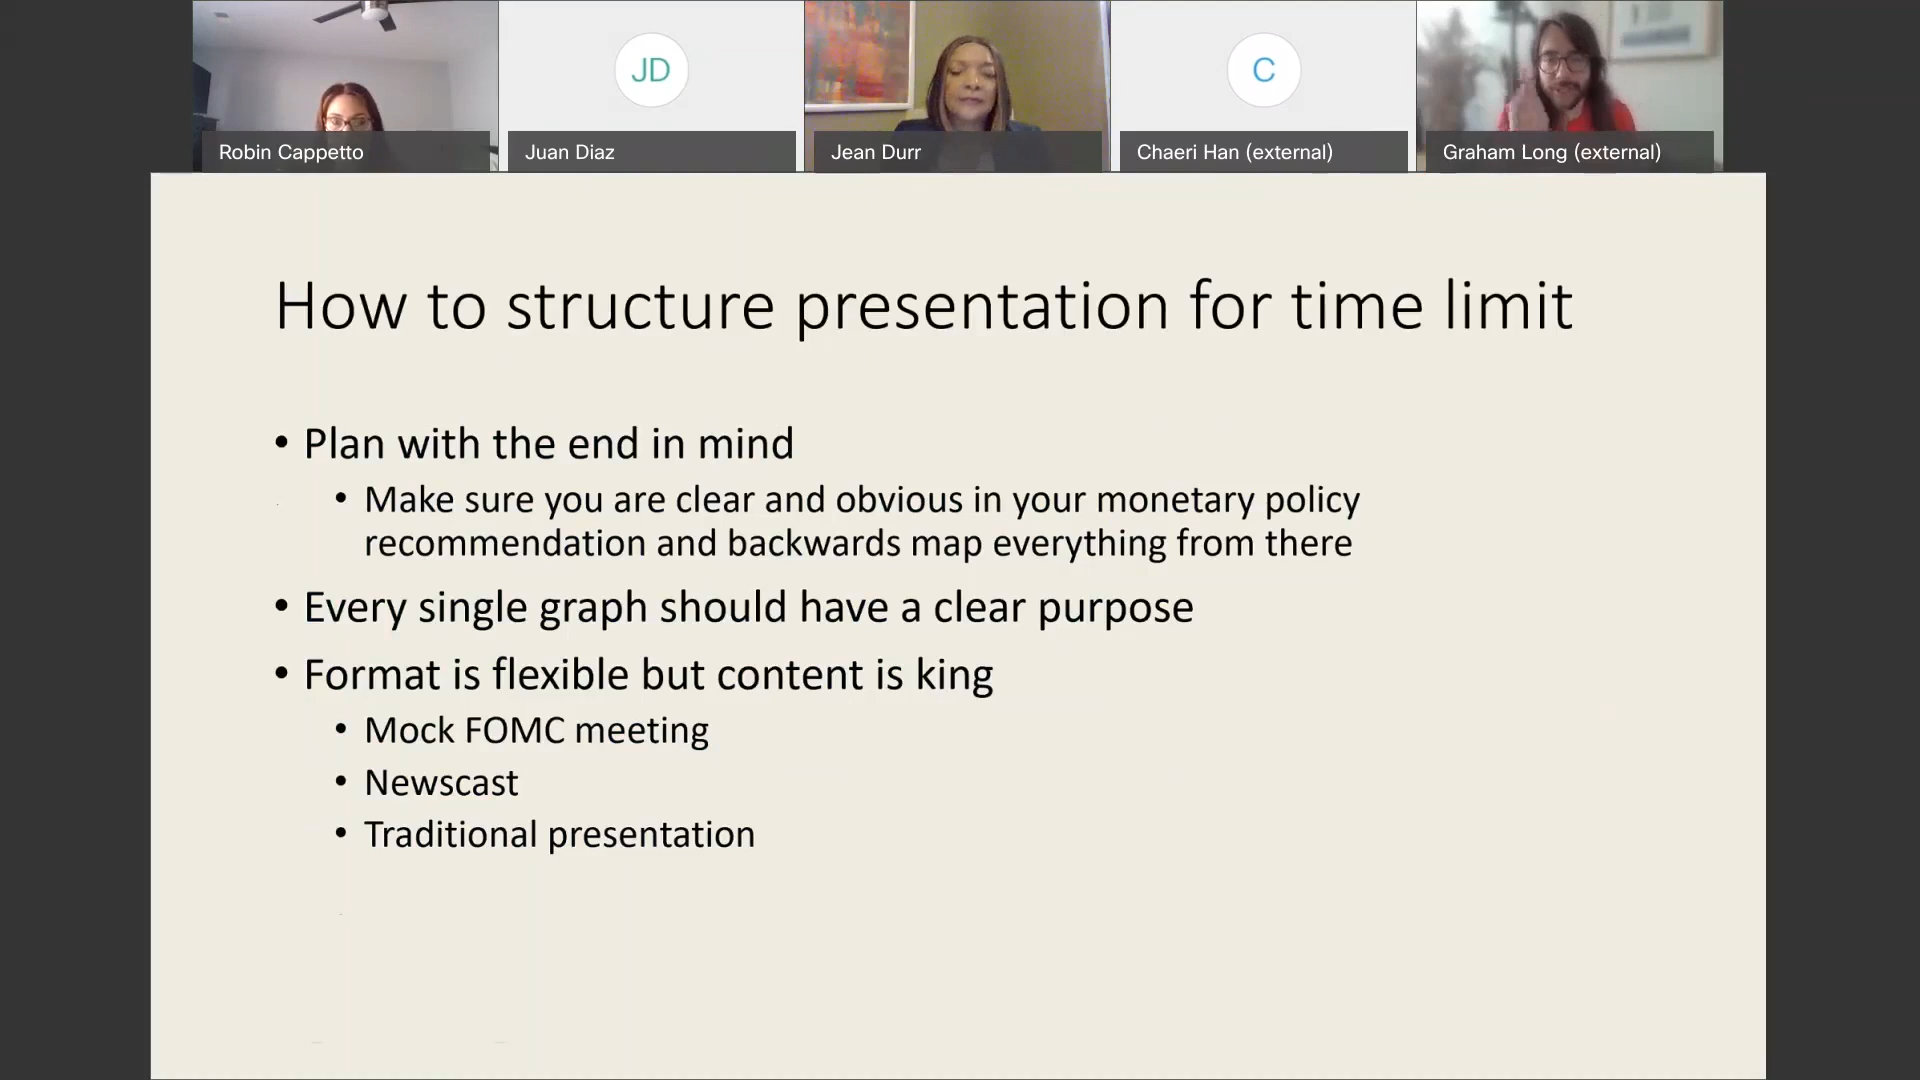 JD
C
Robin Cappetto
Juan Diaz
Jean Durr
Chaeri Han (external)
Graham Long (external)
How to structure presentation for time limit
• Plan with the end in mind
• Make sure you are clear and obvious in your monetary policy
recommendation and backwards map everything from there
• Every single graph should have a clear purpose
• Format is flexible but content is king
• Mock FOMC meeting
• Newscast
• Traditional presentation